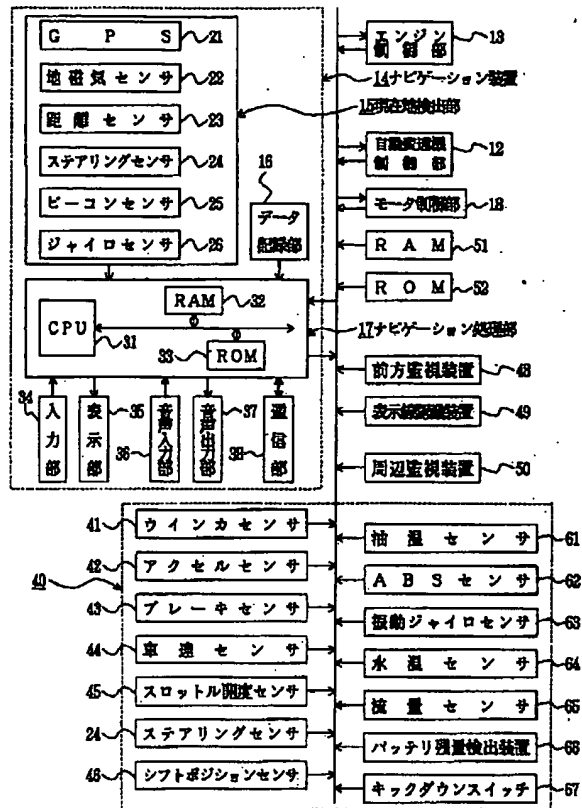 GPS 21
地磁気センサ 22
距離センサ 23
ステアリングセンサ 24
ビーコンセンサ 25
ジャイロセンサ 26
14 ナビゲーション装置
15 現在地検出部
16
データ
記録部
CPU 31
RAM 32
33 ROM
17 ナビゲーション処理部
34 入力部
表示部 35
36 音声入力部
音声出力部 37
38 通信部
エンジン
制御部 13
自動変速機
制御部 12
モータ制御部 18
RAM 51
ROM 52
前方監視装置 48
49
周辺監視装置 50
40
41 ウインカセンサ
42 アクセルセンサ
43 ブレーキセンサ
44 車速センサ
45 スロットル開度センサ
24 ステアリングセンサ
46 シフトポジションセンサ
油温センサ 61
ABSセンサ 62
振動ジャイロセンサ 63
水温センサ 64
流量センサ 65
バッテリ残量検出装置 66
キックダウンスイッチ 67